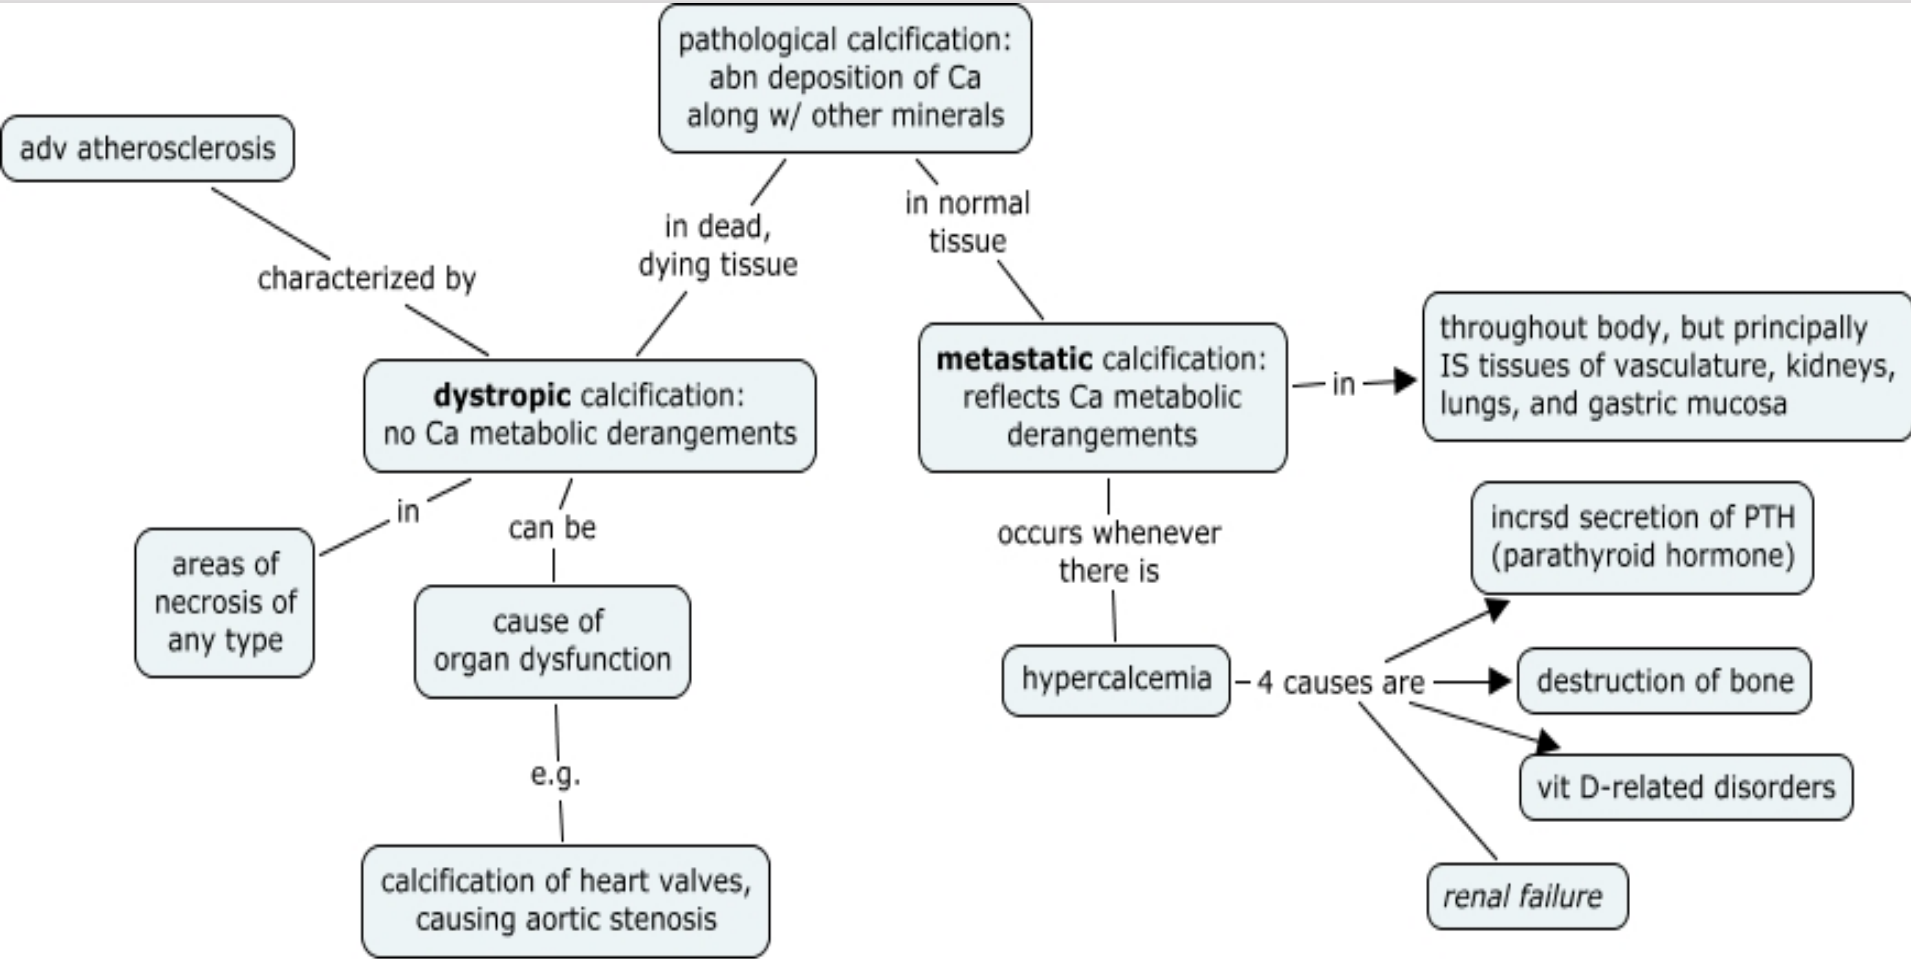 pathological calcification:
abn deposition of Ca
along w/ other minerals
adv atherosclerosis
characterized by
in dead,
dying tissue
in normal
tissue
dystropic calcification:
no Ca metabolic derangements
metastatic calcification:
reflects Ca metabolic
derangements
in
throughout body, but principally
IS tissues of vasculature, kidneys,
lungs, and gastric mucosa
in
areas of
necrosis of
any type
can be
cause of
organ dysfunction
e.g.
calcification of heart valves,
causing aortic stenosis
occurs whenever
there is
hypercalcemia
4 causes are
incrsd secretion of PTH
(parathyroid hormone)
destruction of bone
vit D-related disorders
renal failure